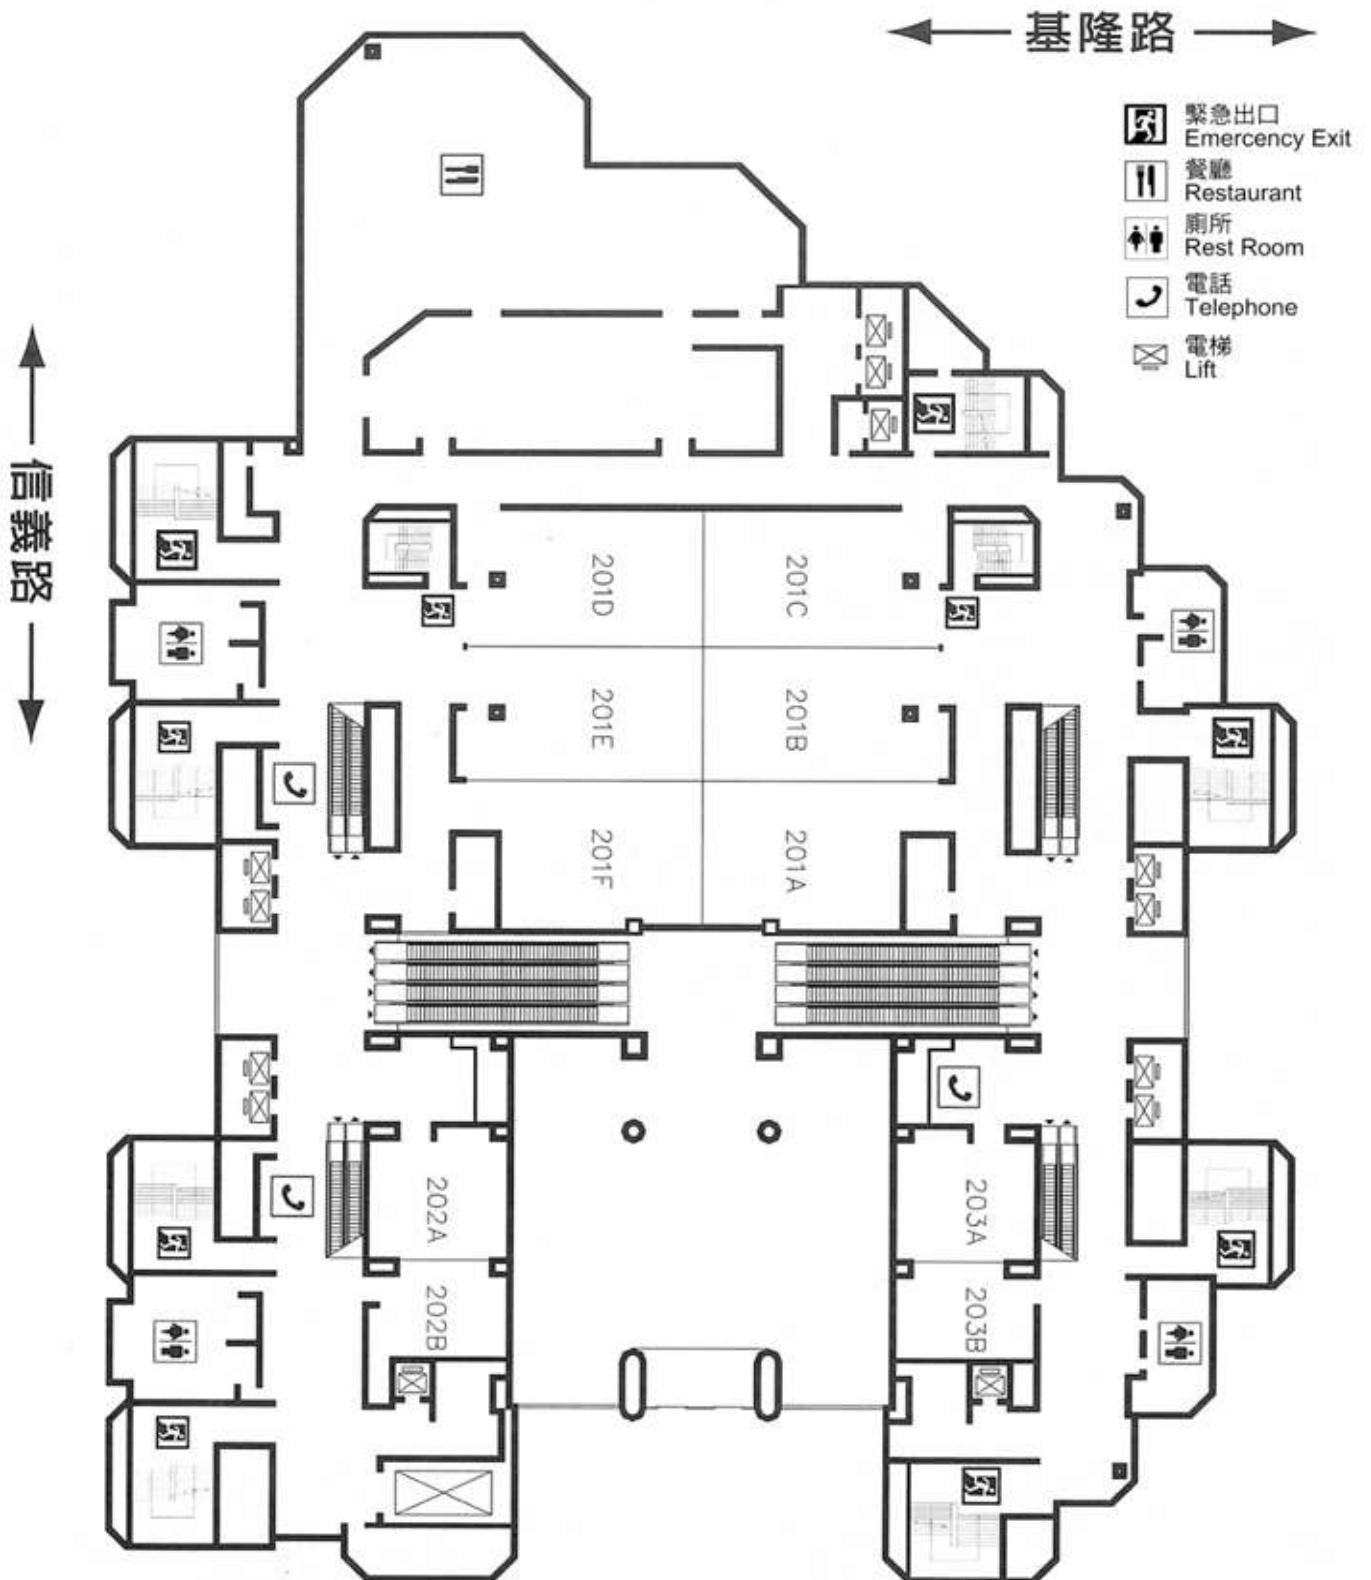 基隆路
緊急出口
Emercency Exit
餐廳
Restaurant
廁所
Rest Room
電話
Telephone
電梯
Lift
信義路
201D
201C
201E
201B
201F
201A
202A
203A
202B
203B